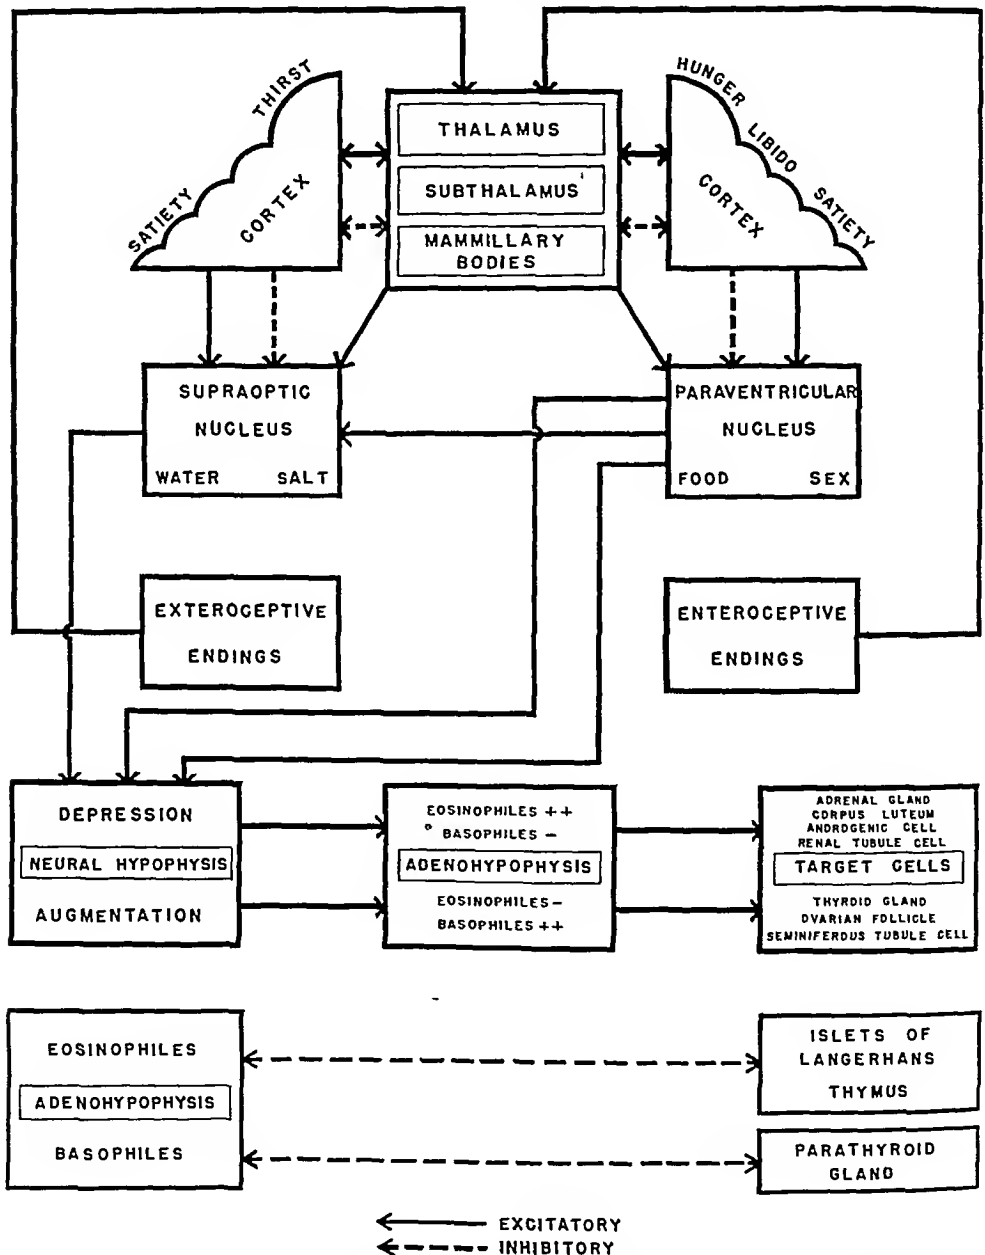 THIRST
SATIETY
CORTEX
THALAMUS
SUBTHALAMUS
MAMMILLARY
BODIES
HUNGER
LIBIDO
SATIETY
CORTEX
SUPRAOPTIC
NUCLEUS
WATER SALT
PARAVENTRICULAR
NUCLEUS
FOOD SEX
EXTEROCEPTIVE
ENDINGS
ENTEROCEPTIVE
ENDINGS
DEPRESSION
NEURAL HYPOPHYSIS
AUGMENTATION
EOSINOPHILES ++
BASOPHILES –
ADENOHYPOPHYSIS
EOSINOPHILES –
BASOPHILES ++
ADRENAL GLAND
CORPUS LUTEUM
ANDROGENIC CELL
RENAL TUBULE CELL
TARGET CELLS
THYROID GLAND
OVARIAN FOLLICLE
SEMINIFEROUS TUBULE CELL
EOSINOPHILES
ADENOHYPOPHYSIS
BASOPHILES
ISLETS OF
LANGERHANS
THYMUS
PARATHYROID
GLAND
EXCITATORY
INHIBITORY